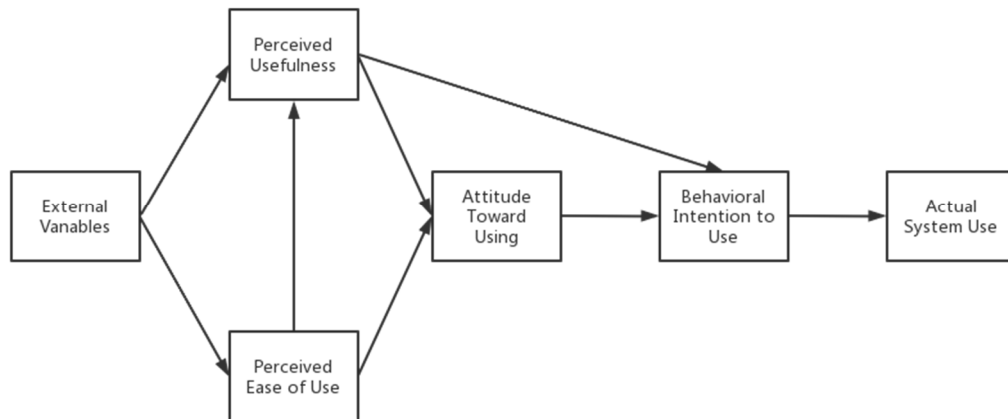 Perceived
Usefulness
External
Vanables
Attitude
Toward
Using
Behavioral
Intention to
Use
Actual
System Use
Perceived
Ease of Use